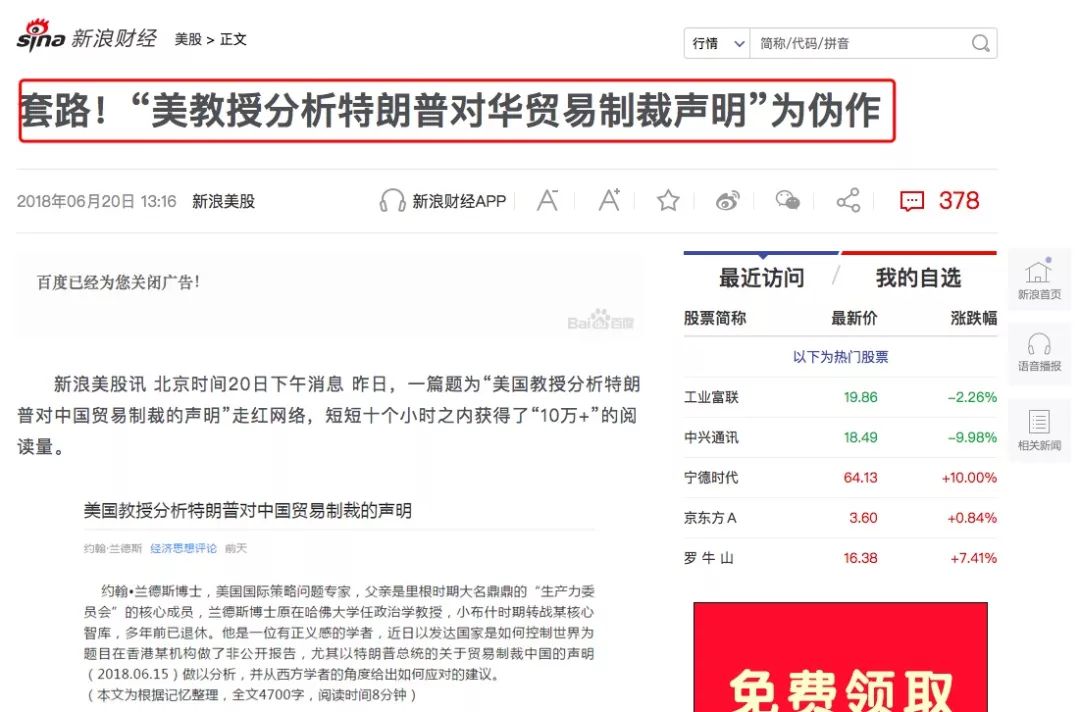 sina 新浪财经 美股 > 正文
行情 简称/代码/拼音
套路！“美教授分析特朗普对华贸易制裁声明”为伪作
2018年06月20日 13:16 新浪美股 新浪财经APP A- A+ 378
百度已经为您关闭广告!
Bai 百度
新浪美股讯 北京时间20日下午消息 昨日，一篇题为“美国教授分析特朗
普对中国贸易制裁的声明”走红网络，短短十个小时之内获得了“10万+”的阅
读量。
美国教授分析特朗普对中国贸易制裁的声明
约翰·兰德斯 经济思想评论 前天
约翰•兰德斯博士，美国国际策略问题专家，父亲是里根时期大名鼎鼎的“生产力委
员会”的核心成员，兰德斯博士原在哈佛大学任政治学教授，小布什时期转战某核心
智库，多年前已退休。他是一位有正义感的学者，近日以发达国家是如何控制世界为
题目在香港某机构做了非公开报告，尤其以特朗普总统的关于贸易制裁中国的声明
（2018.06.15）做以分析，并从西方学者的角度给出如何应对的建议。
（本文为根据记忆整理，全文4700字，阅读时间8分钟）
最近访问 / 我的自选
股票简称 最新价 涨跌幅
以下为热门股票
工业富联 19.86 -2.26%
中兴通讯 18.49 -9.98%
宁德时代 64.13 +10.00%
京东方A 3.60 +0.84%
罗牛山 16.38 +7.41%
免费领取
新浪首页
语音播报
相关新闻